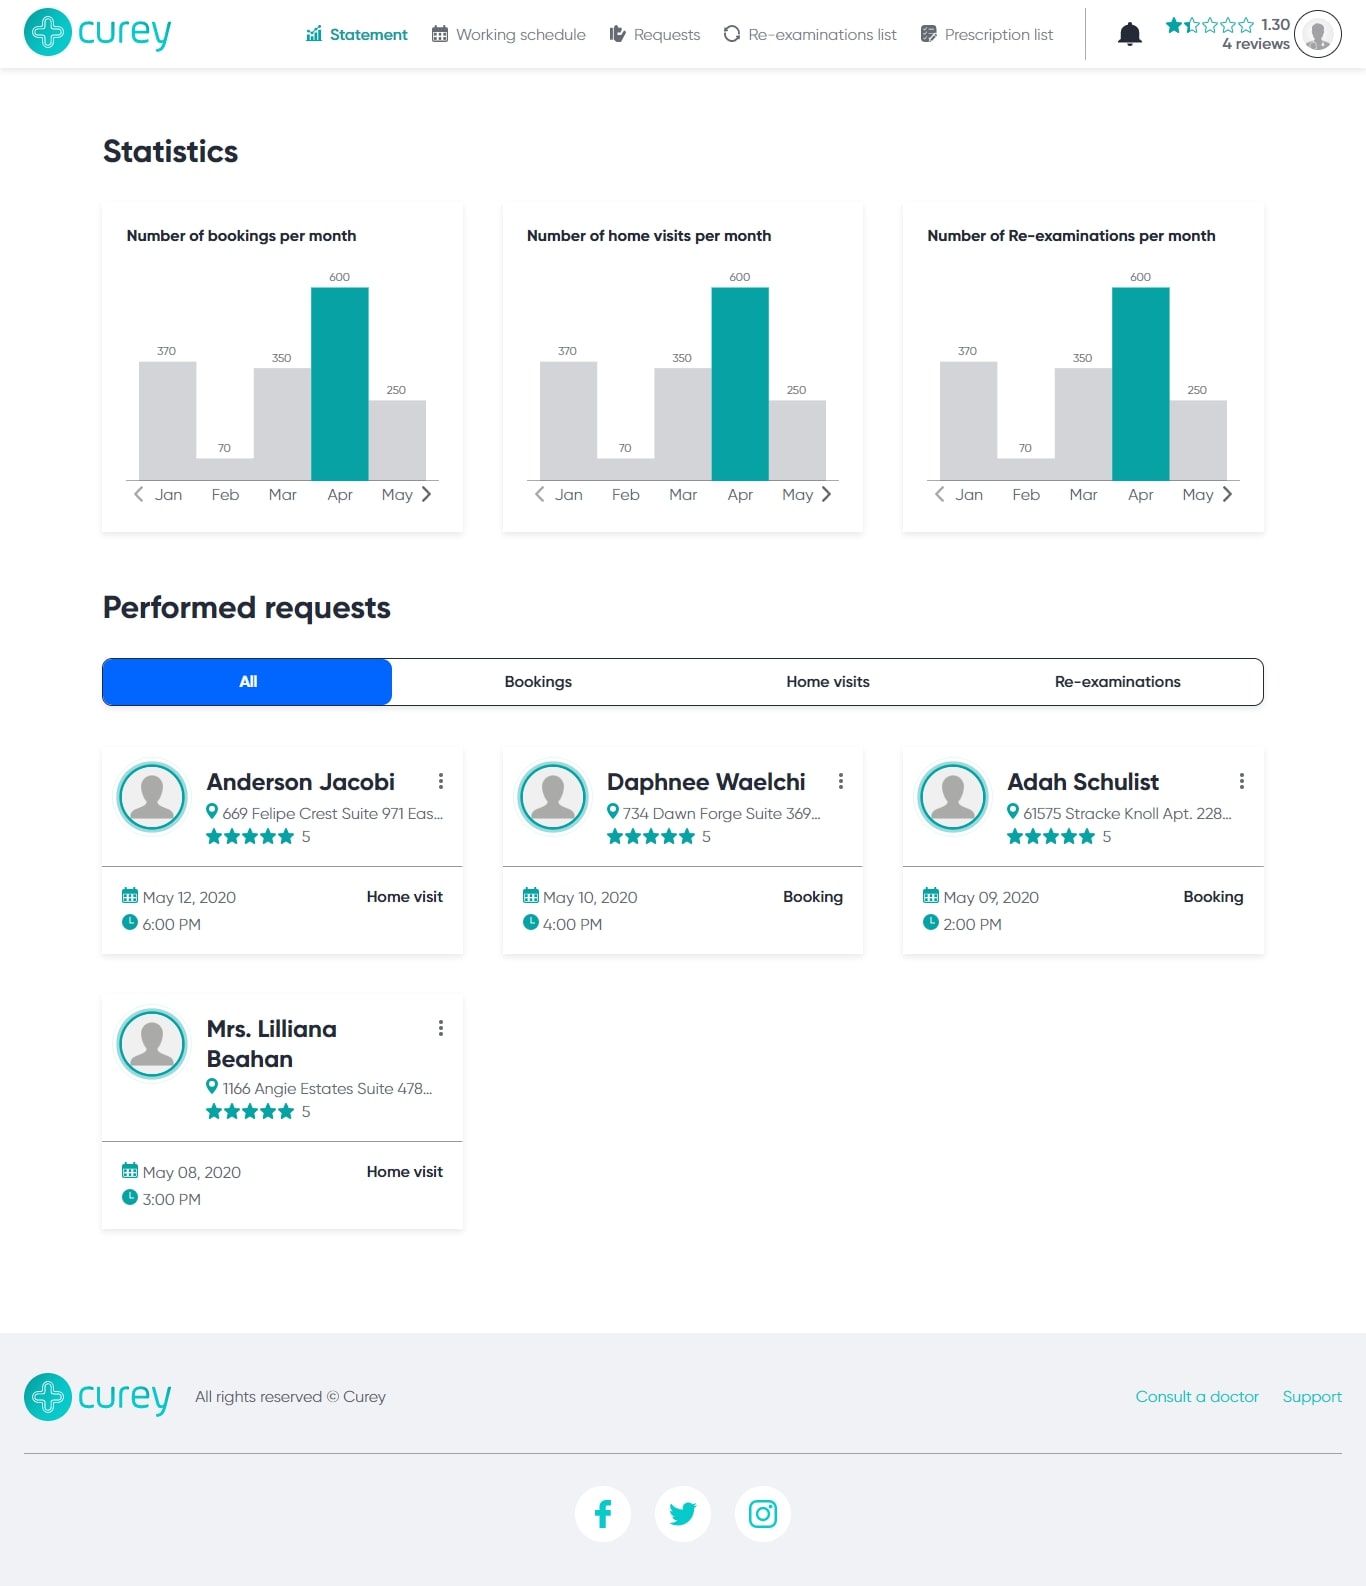 curey
Statement
Working schedule
Requests
Re-examinations list
Prescription list
1.30
4 reviews
Statistics
Number of bookings per month
600
370
350
250
70
Jan Feb Mar Apr May
Number of home visits per month
600
370
350
250
70
Jan Feb Mar Apr May
Number of Re-examinations per month
600
370
350
250
70
Jan Feb Mar Apr May
Performed requests
All
Bookings
Home visits
Re-examinations
Anderson Jacobi
669 Felipe Crest Suite 971 Eas...
5
May 12, 2020
Home visit
6:00 PM
Daphnee Waelchi
734 Dawn Forge Suite 369...
5
May 10, 2020
Booking
4:00 PM
Adah Schulist
61575 Stracke Knoll Apt. 228...
5
May 09, 2020
Booking
2:00 PM
Mrs. Lilliana
Beahan
1166 Angie Estates Suite 478...
5
May 08, 2020
Home visit
3:00 PM
curey
All rights reserved © Curey
Consult a doctor
Support